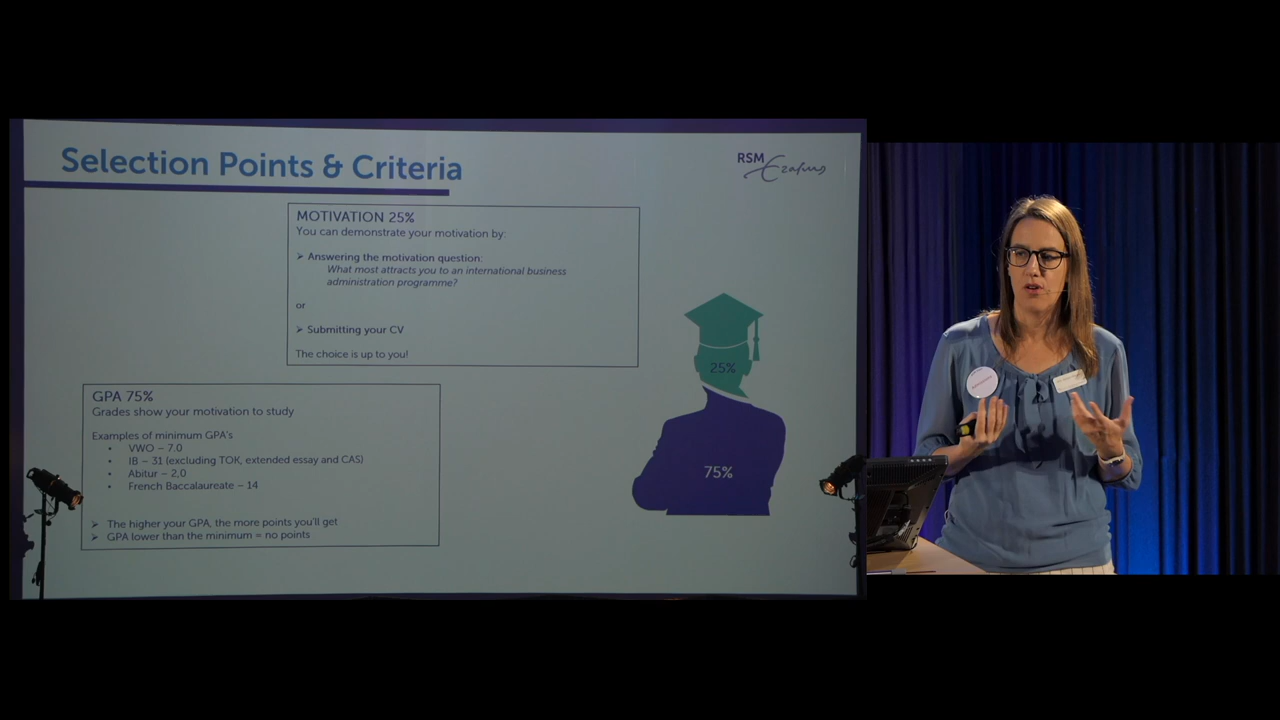 Selection Points & Criteria
RSM
Erasmus
MOTIVATION 25%
You can demonstrate your motivation by:
➢ Answering the motivation question:
What most attracts you to an international business
administration programme?
or
➢ Submitting your CV
The choice is up to you!
25%
75%
GPA 75%
Grades show your motivation to study
Examples of minimum GPA's
• VWO – 7.0
• IB – 31 (excluding TOK, extended essay and CAS)
• Abitur – 2,0
• French Baccalaureate – 14
➢ The higher your GPA, the more points you'll get
➢ GPA lower than the minimum = no points